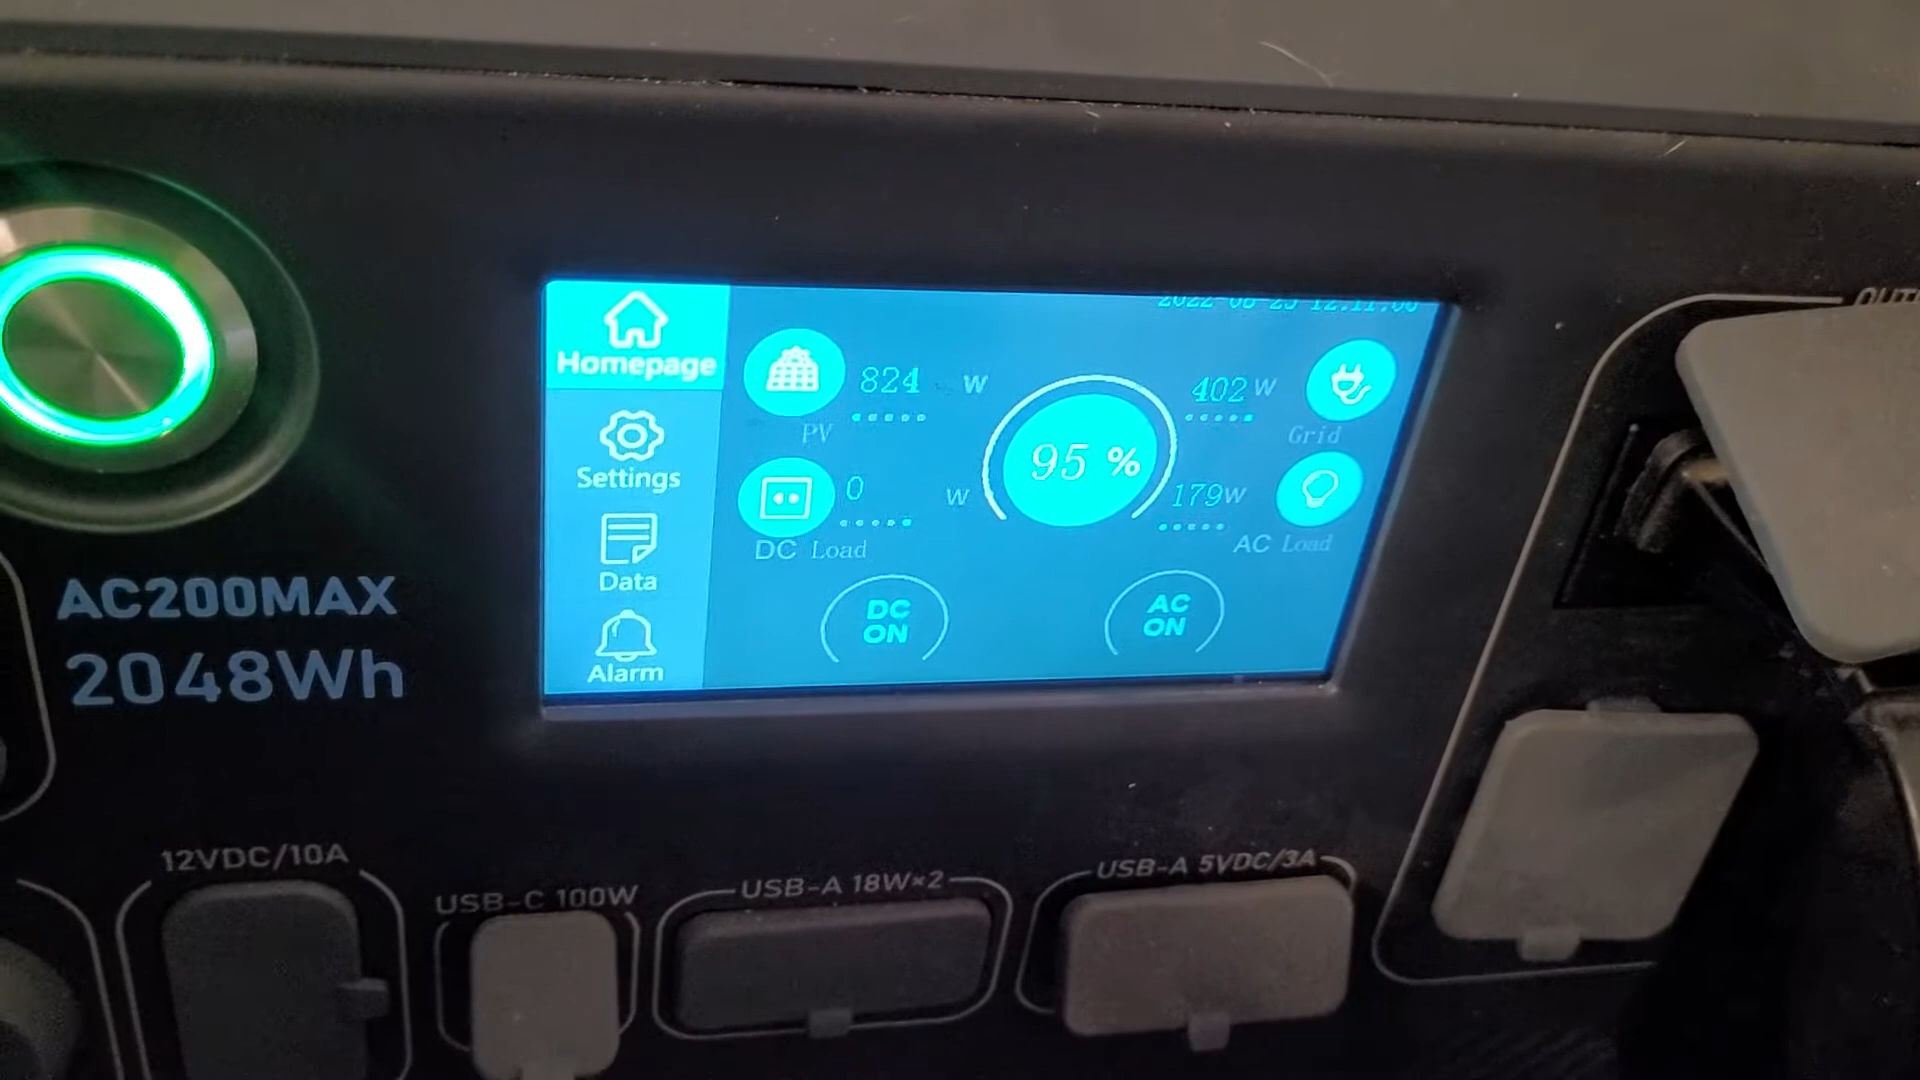 Homepage
Settings
Data
Alarm
824 W
PV
402 W
Grid
95 %
0 W
DC Load
179W
AC Load
DC
ON
AC
ON
AC200MAX
2048Wh
12VDC/10A
USB-C 100W
USB-A 18W×2
USB-A 5VDC/3A